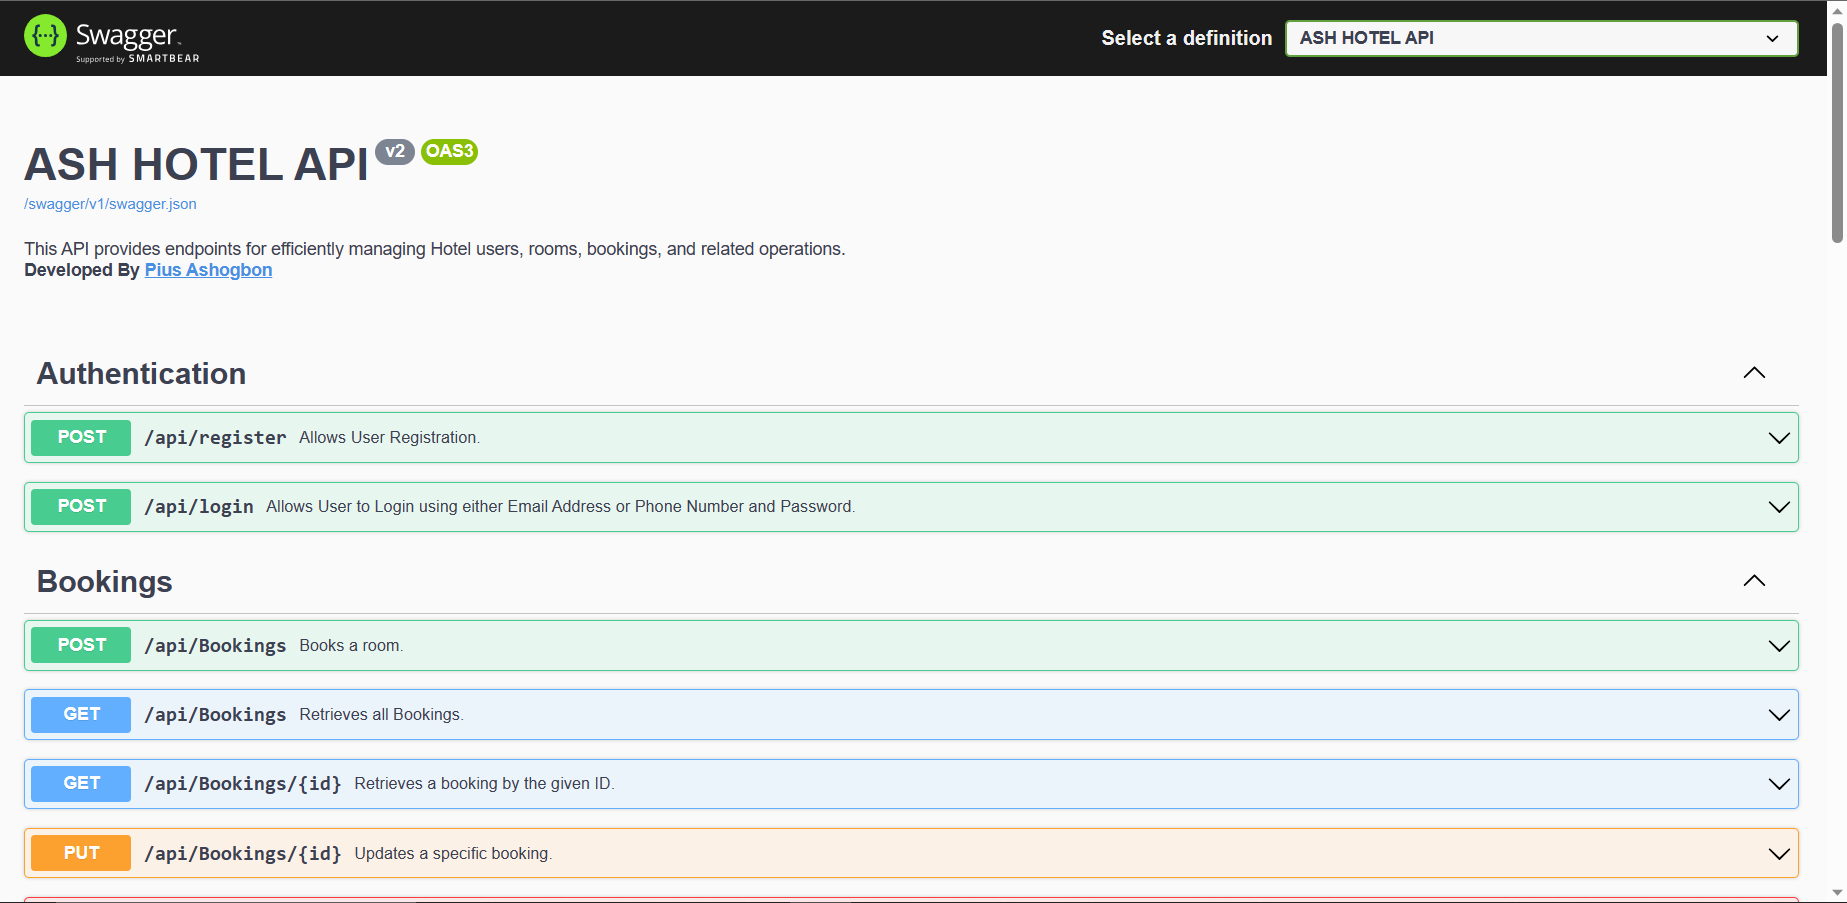 Swagger
Supported by SMARTBEAR
Select a definition
ASH HOTEL API
ASH HOTEL API v2 OAS3
/swagger/v1/swagger.json
This API provides endpoints for efficiently managing Hotel users, rooms, bookings, and related operations.
Developed By Pius Ashogbon
Authentication
POST /api/register Allows User Registration.
POST /api/login Allows User to Login using either Email Address or Phone Number and Password.
Bookings
POST /api/Bookings Books a room.
GET /api/Bookings Retrieves all Bookings.
GET /api/Bookings/{id} Retrieves a booking by the given ID.
PUT /api/Bookings/{id} Updates a specific booking.